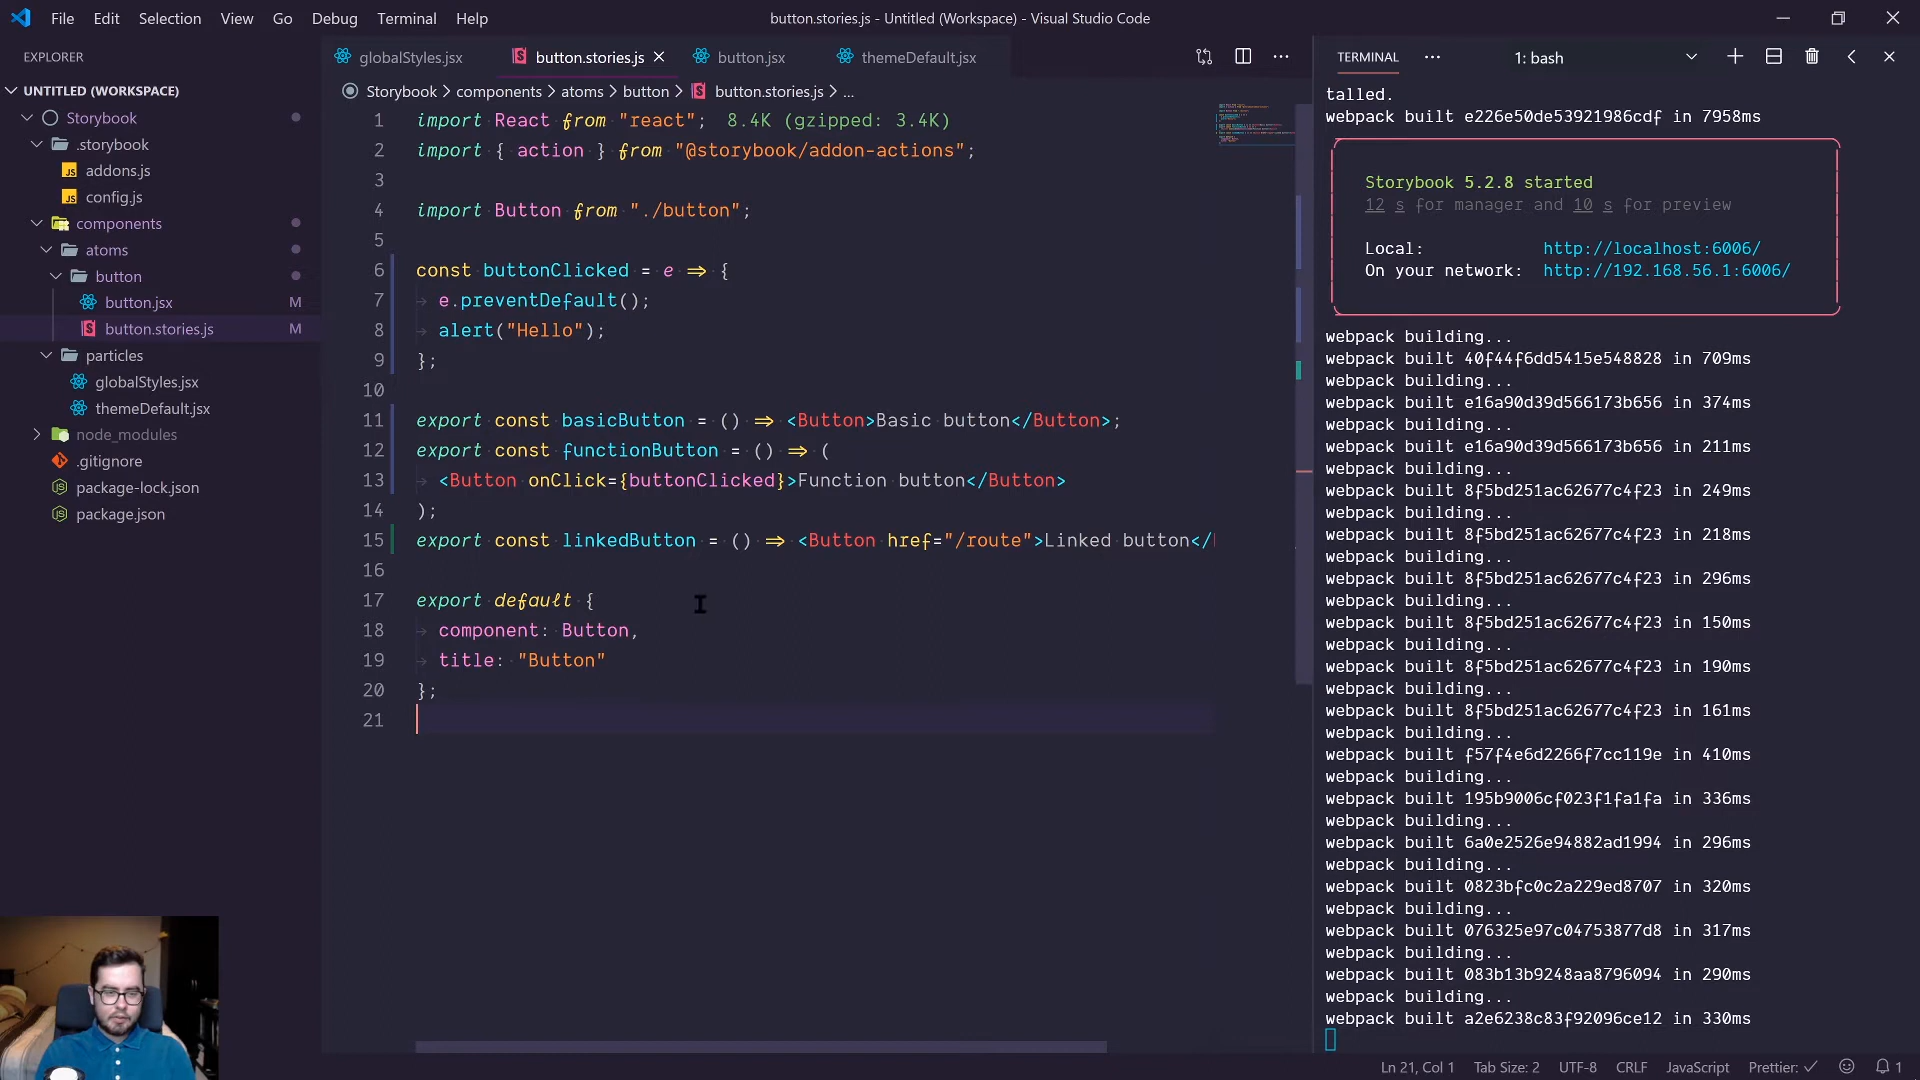 File Edit Selection View Go Debug Terminal Help
button.stories.js - Untitled (Workspace) - Visual Studio Code
EXPLORER
UNTITLED (WORKSPACE)
Storybook
.storybook
addons.js
config.js
components
atoms
button
button.jsx M
button.stories.js M
particles
globalStyles.jsx
themeDefault.jsx
node_modules
.gitignore
package-lock.json
package.json
globalStyles.jsx button.stories.js button.jsx themeDefault.jsx
Storybook > components > atoms > button > button.stories.js > ...
1 import React from "react"; 8.4K (gzipped: 3.4K)
2 import { action } from "@storybook/addon-actions";
3
4 import Button from "./button";
5
6 const buttonClicked = e => {
7 e.preventDefault();
8 alert("Hello");
9 };
10
11 export const basicButton = () => <Button>Basic button</Button>;
12 export const functionButton = () => (
13 <Button onClick={buttonClicked}>Function button</Button>
14 );
15 export const linkedButton = () => <Button href="/route">Linked button</
16
17 export default {
18 component: Button,
19 title: "Button"
20 };
21
TERMINAL ... 1: bash
talled.
webpack built e226e50de53921986cdf in 7958ms
Storybook 5.2.8 started
12 s for manager and 10 s for preview
Local: http://localhost:6006/
On your network: http://192.168.56.1:6006/
webpack building...
webpack built 40f44f6dd5415e548828 in 709ms
webpack building...
webpack built e16a90d39d566173b656 in 374ms
webpack building...
webpack built e16a90d39d566173b656 in 211ms
webpack building...
webpack built 8f5bd251ac62677c4f23 in 249ms
webpack building...
webpack built 8f5bd251ac62677c4f23 in 218ms
webpack building...
webpack built 8f5bd251ac62677c4f23 in 296ms
webpack building...
webpack built 8f5bd251ac62677c4f23 in 150ms
webpack building...
webpack built 8f5bd251ac62677c4f23 in 190ms
webpack building...
webpack built 8f5bd251ac62677c4f23 in 161ms
webpack building...
webpack built f57f4e6d2266f7cc119e in 410ms
webpack building...
webpack built 195b9006cf023f1fa1fa in 336ms
webpack building...
webpack built 6a0e2526e94882ad1994 in 296ms
webpack building...
webpack built 0823bfc0c2a229ed8707 in 320ms
webpack building...
webpack built 076325e97c04753877d8 in 317ms
webpack building...
webpack built 083b13b9248aa8796094 in 290ms
webpack building...
webpack built a2e6238c83f92096ce12 in 330ms
Ln 21, Col 1 Tab Size: 2 UTF-8 CRLF JavaScript Prettier: ✓ 1